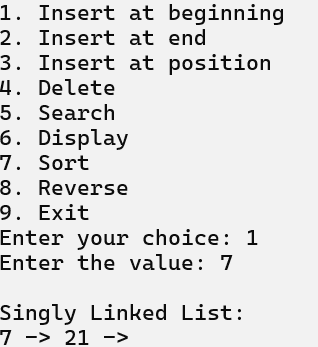 1. Insert at beginning
2. Insert at end
3. Insert at position
4. Delete
5. Search
6. Display
7. Sort
8. Reverse
9. Exit
Enter your choice: 1
Enter the value: 7
Singly Linked List:
7 -> 21 ->